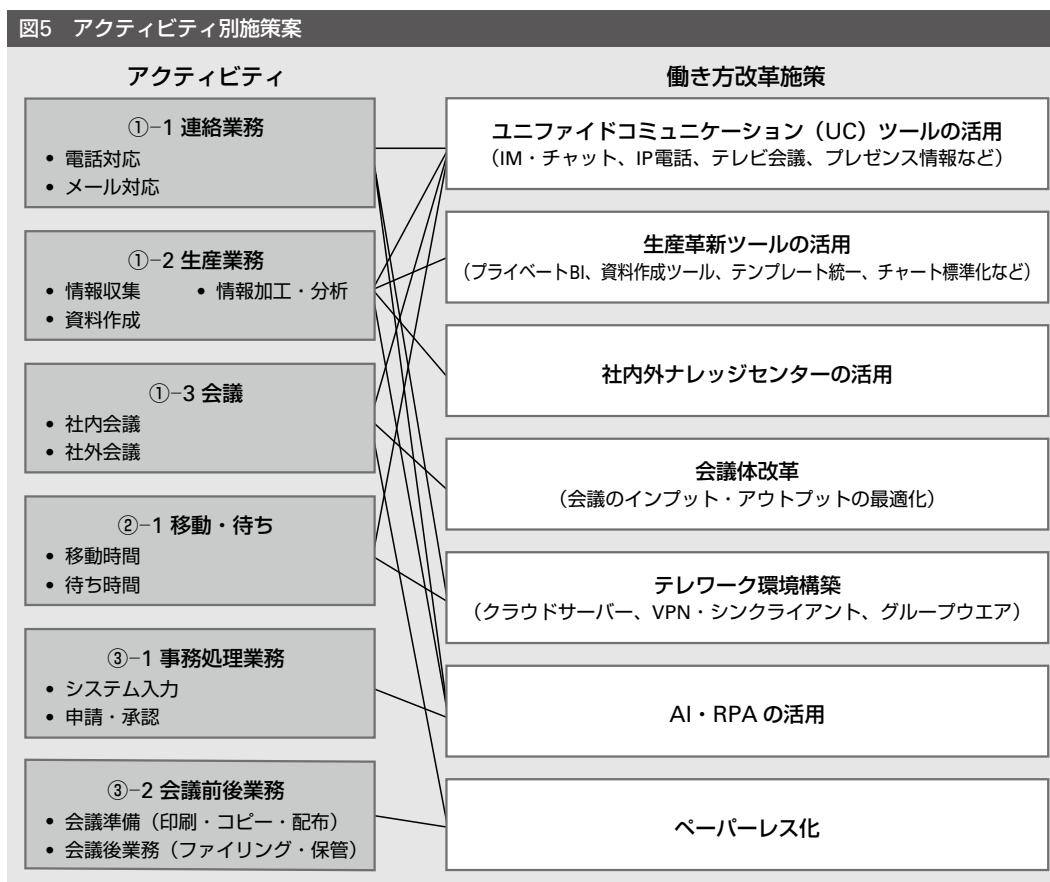 図5　アクティビティ別施策案
アクティビティ
①−1 連絡業務
• 電話対応
• メール対応
①−2 生産業務
• 情報収集　• 情報加工・分析
• 資料作成
①−3 会議
• 社内会議
• 社外会議
②−1 移動・待ち
• 移動時間
• 待ち時間
③−1 事務処理業務
• システム入力
• 申請・承認
③−2 会議前後業務
• 会議準備（印刷・コピー・配布）
• 会議後業務（ファイリング・保管）
働き方改革施策
ユニファイドコミュニケーション（UC）ツールの活用
（IM・チャット、IP電話、テレビ会議、プレゼンス情報など）
生産革新ツールの活用
（プライベートBI、資料作成ツール、テンプレート統一、チャート標準化など）
社内外ナレッジセンターの活用
会議体改革
（会議のインプット・アウトプットの最適化）
テレワーク環境構築
（クラウドサーバー、VPN・シンクライアント、グループウエア）
AI・RPA の活用
ペーパーレス化